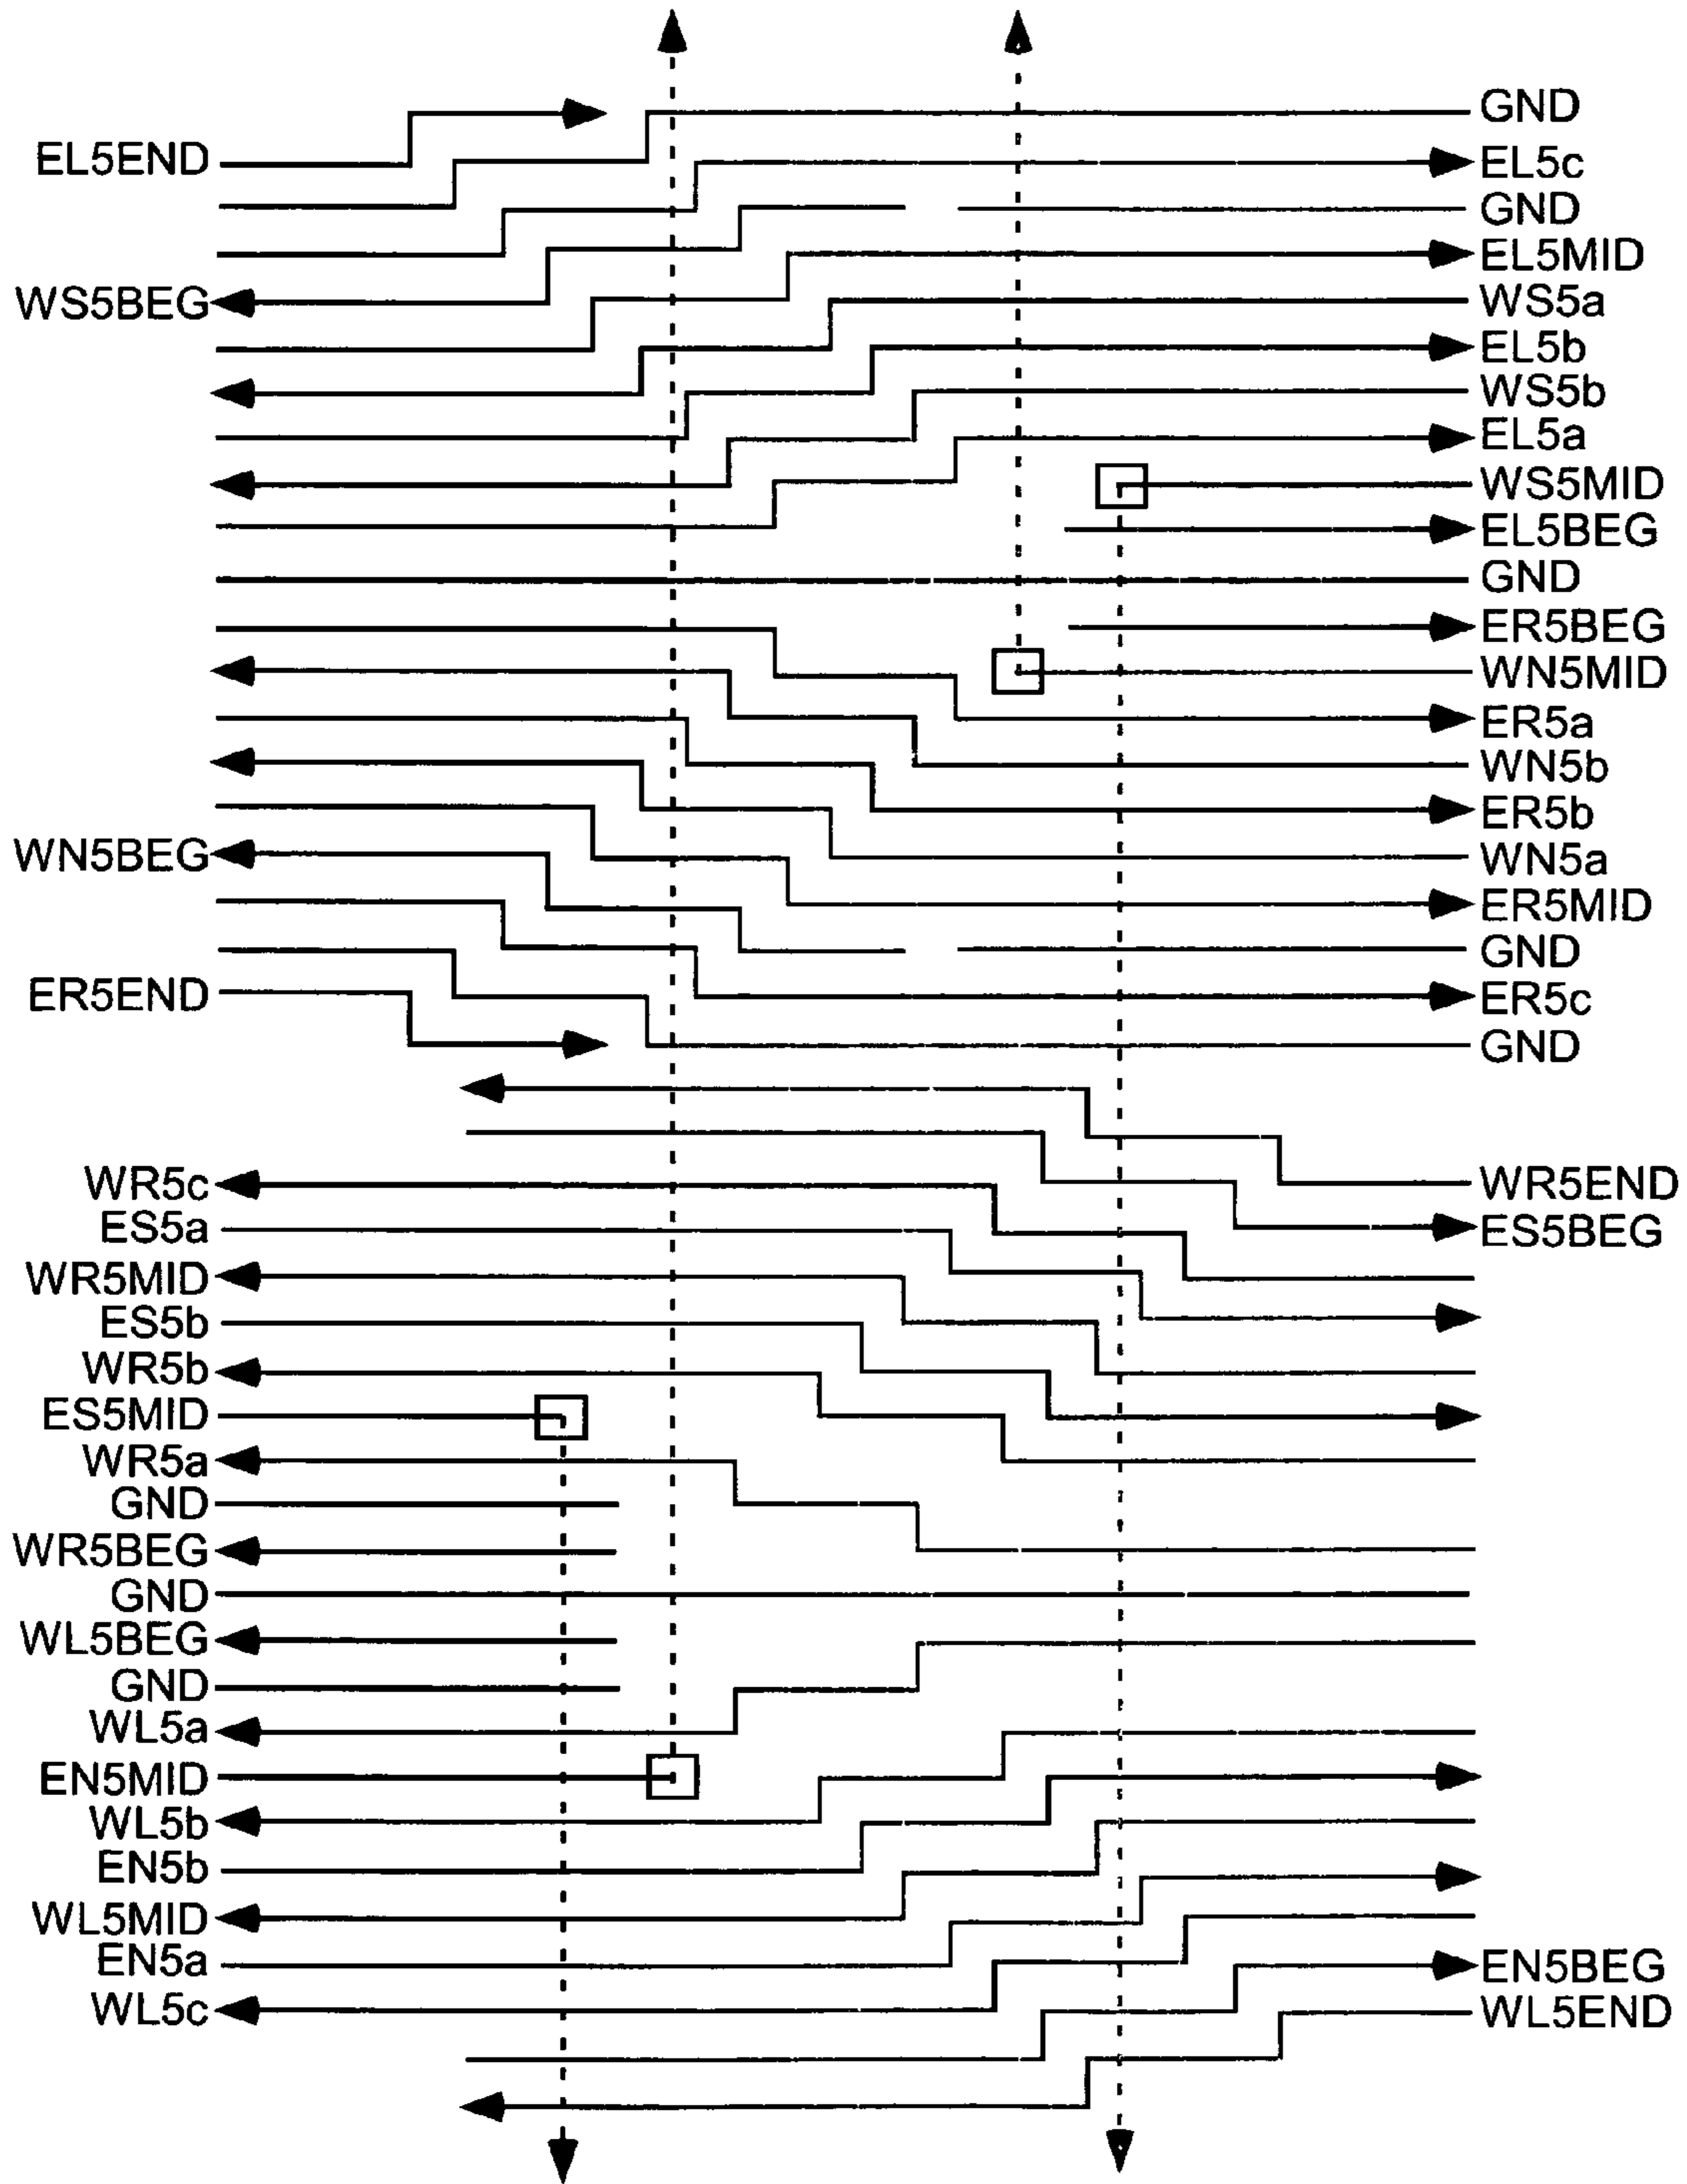 GND
EL5END
EL5c
GND
EL5MID
WS5BEG
WS5a
EL5b
WS5b
EL5a
WS5MID
EL5BEG
GND
ER5BEG
WN5MID
ER5a
WN5b
ER5b
WN5BEG
WN5a
ER5MID
GND
ER5END
ER5c
GND
WR5c
WR5END
ES5a
ES5BEG
WR5MID
ES5b
WR5b
ES5MID
WR5a
GND
WR5BEG
GND
WL5BEG
GND
WL5a
EN5MID
WL5b
EN5b
WL5MID
EN5a
EN5BEG
WL5c
WL5END